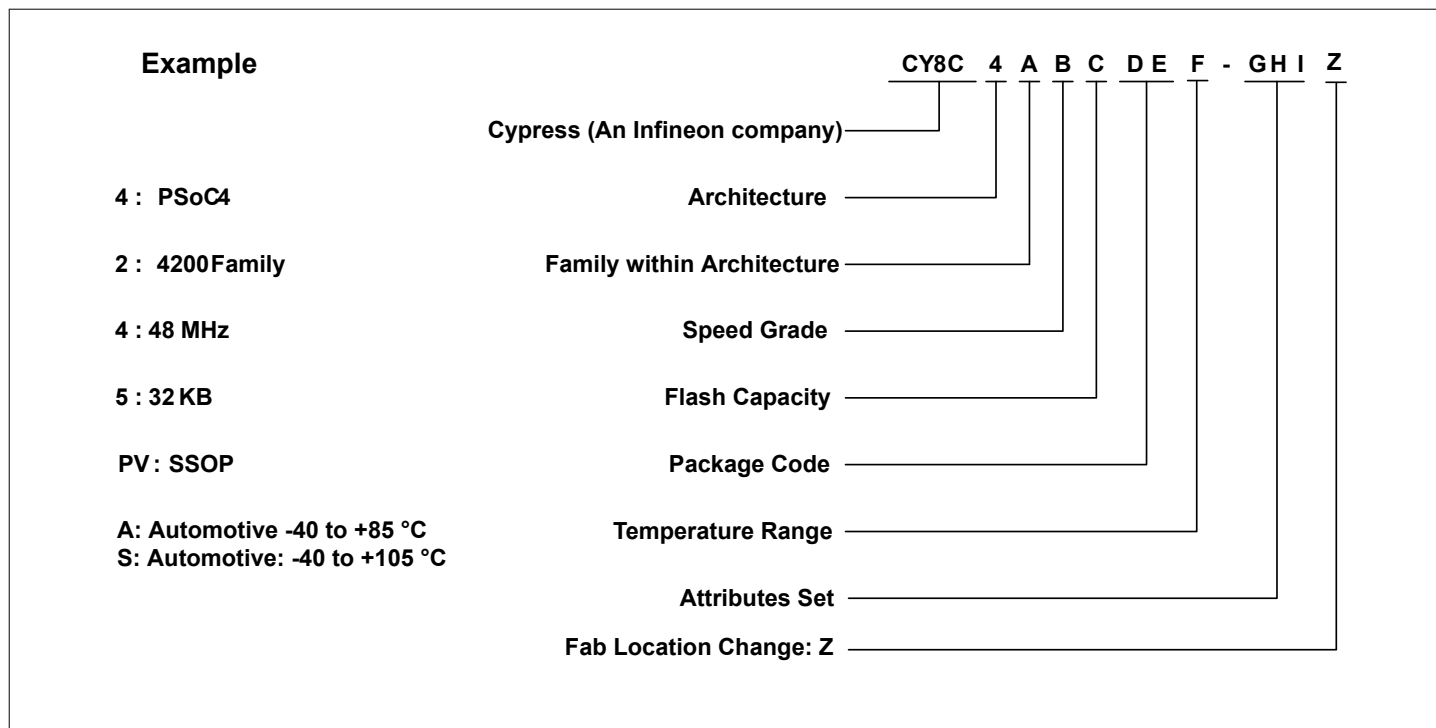 Example
CY8C 4 A B C D E F - G H I Z
Cypress (An Infineon company)
4 : PSoC4 Architecture
2 : 4200 Family Family within Architecture
4 : 48 MHz Speed Grade
5 : 32 KB Flash Capacity
PV : SSOP Package Code
A: Automotive -40 to +85 °C
S: Automotive: -40 to +105 °C
Temperature Range
Attributes Set
Fab Location Change: Z